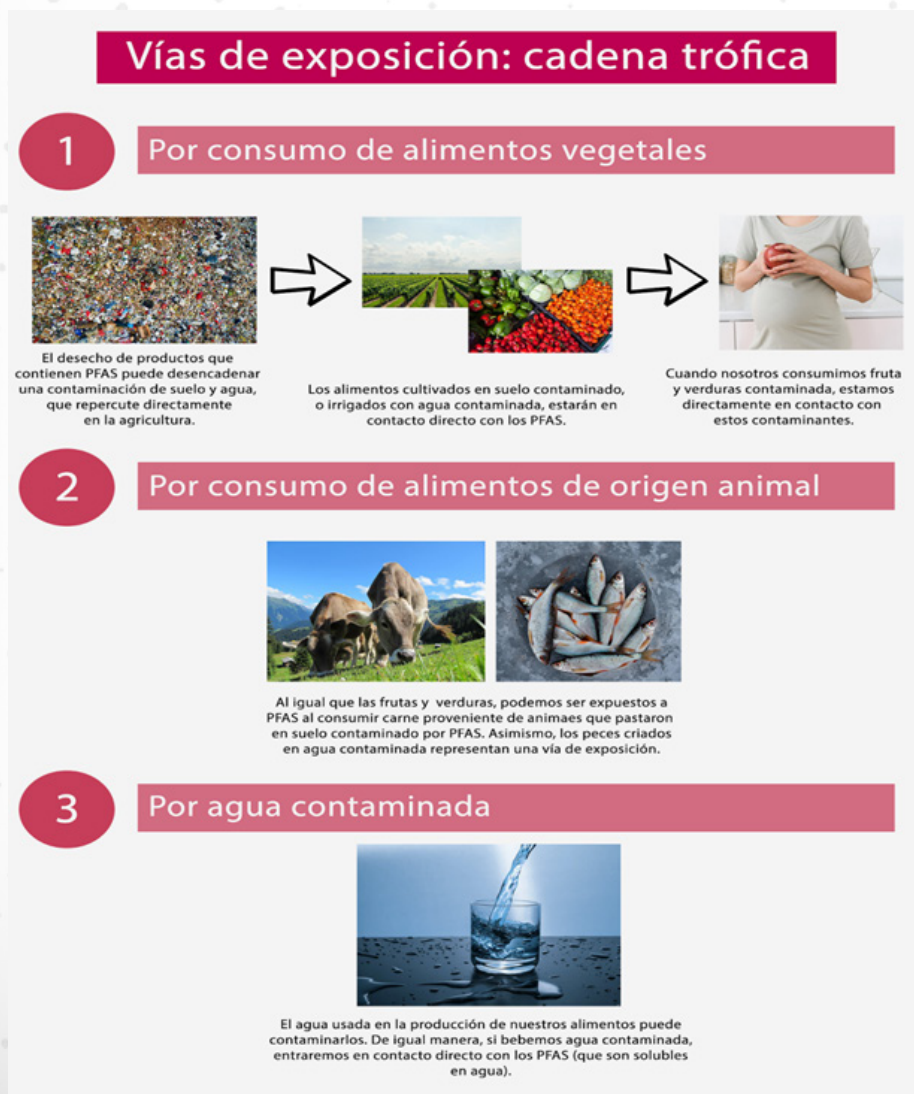 Vías de exposición: cadena trófica
1
Por consumo de alimentos vegetales
El desecho de productos que
contienen PFAS puede desencadenar
una contaminación de suelo y agua,
que repercute directamente
en la agricultura.
Los alimentos cultivados en suelo contaminado,
o irrigados con agua contaminada, estarán en
contacto directo con los PFAS.
Cuando nosotros consumimos fruta
y verduras contaminada, estamos
directamente en contacto con
estos contaminantes.
2
Por consumo de alimentos de origen animal
Al igual que las frutas y verduras, podemos ser expuestos a
PFAS al consumir carne proveniente de animaes que pastaron
en suelo contaminado por PFAS. Asimismo, los peces criados
en agua contaminada representan una vía de exposición.
3
Por agua contaminada
El agua usada en la producción de nuestros alimentos puede
contaminarlos. De igual manera, si bebemos agua contaminada,
entraremos en contacto directo con los PFAS (que son solubles
en agua).